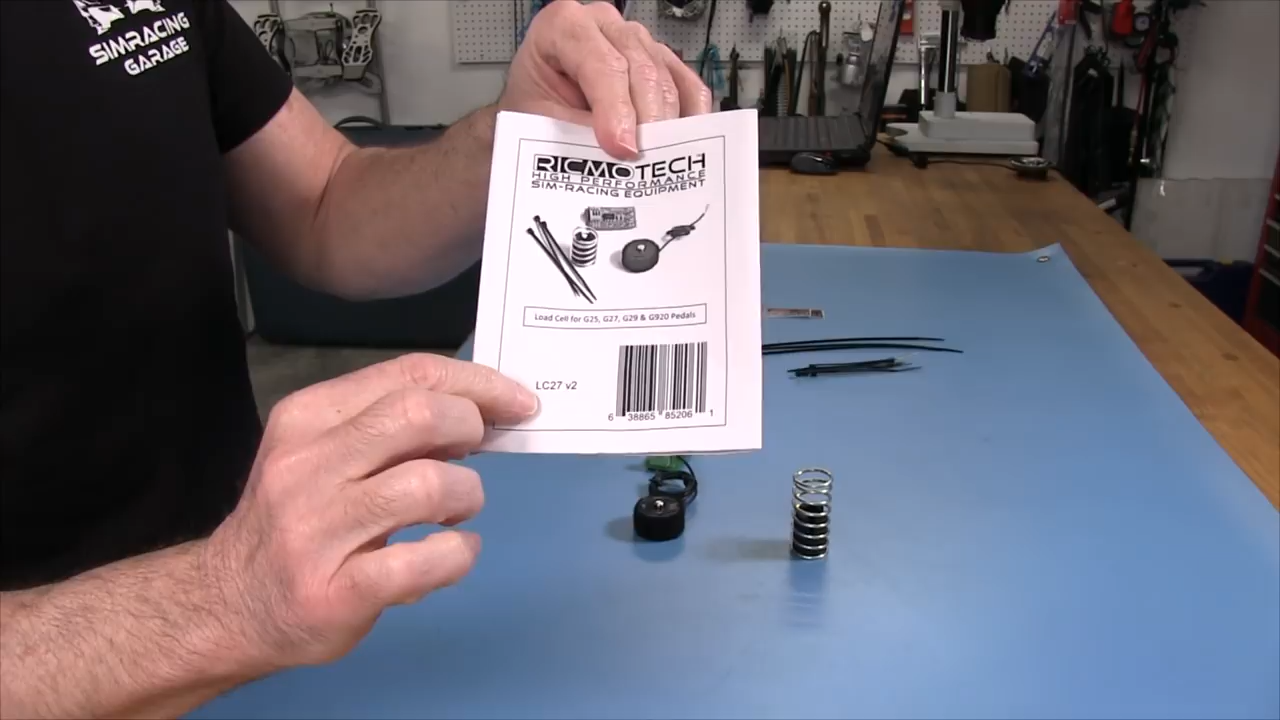 SIMRACING
GARAGE
RICMOTECH
HIGH PERFORMANCE
SIM-RACING EQUIPMENT
Load Cell for G25, G27, G29 & G920 Pedals
LC27 v2
6 38865 85206 1